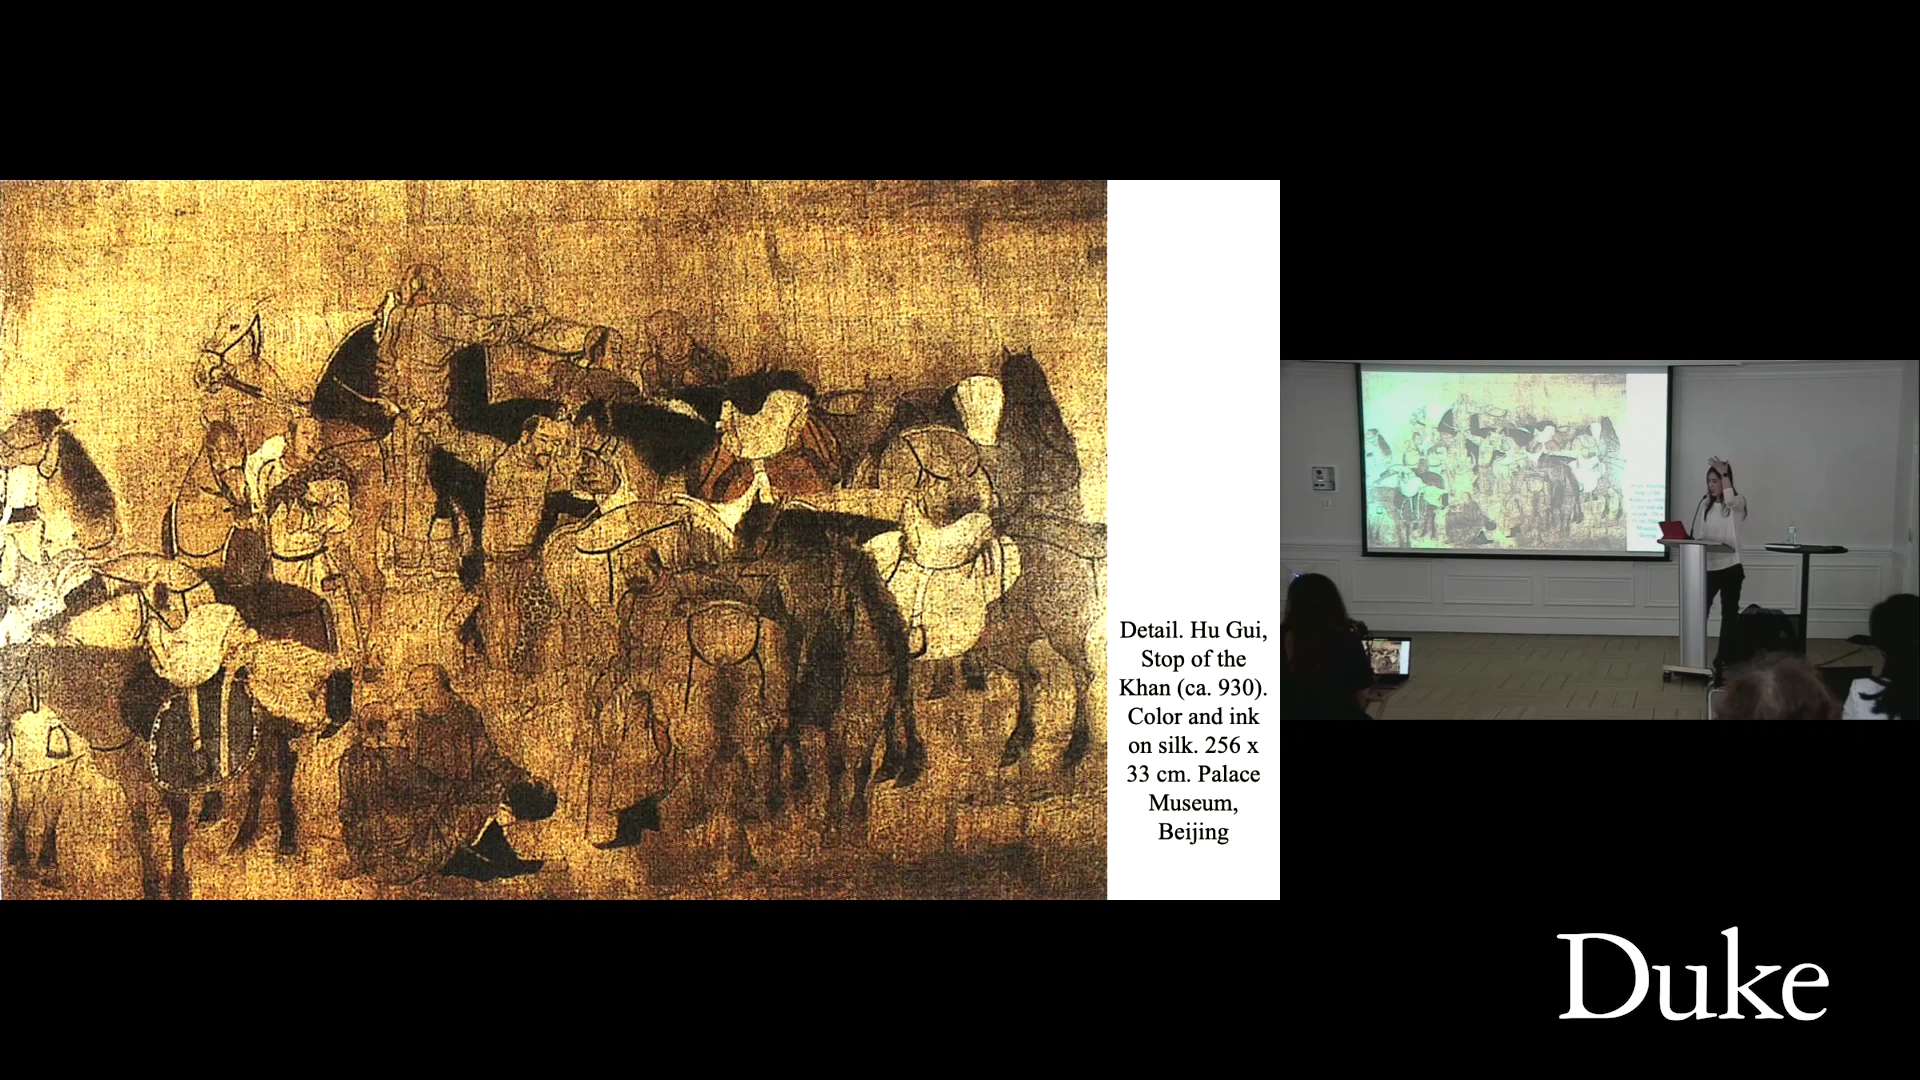 Detail. Hu Gui,
Stop of the
Khan (ca. 930).
Color and ink
on silk. 256 x
33 cm. Palace
Museum,
Beijing
Duke